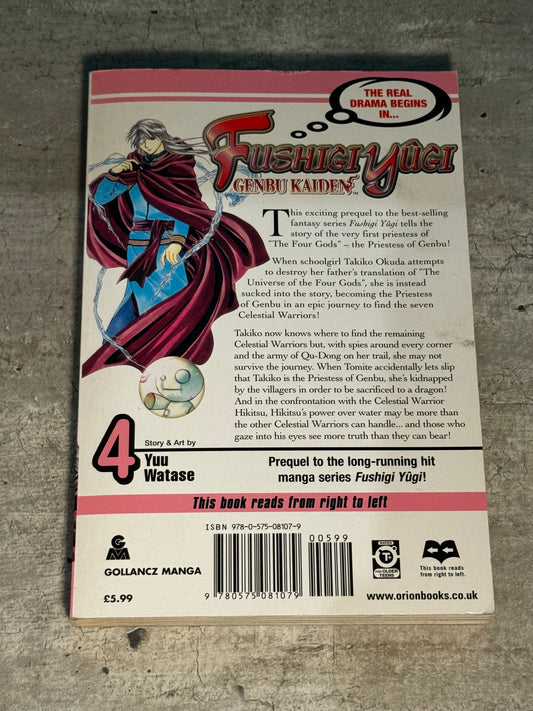 THE REAL
DRAMA BEGINS
IN...
FUSHIGI YÛGI
GENBU KAIDEN™
This exciting prequel to the best-selling
fantasy series Fushigi Yûgi tells the
story of the very first priestess of
"The Four Gods" – the Priestess of Genbu!
When schoolgirl Takiko Okuda attempts
to destroy her father's translation of "The
Universe of the Four Gods", she is instead
sucked into the story, becoming the Priestess
of Genbu in an epic journey to find the seven
Celestial Warriors!
Takiko now knows where to find the remaining
Celestial Warriors but, with spies around every corner
and the army of Qu-Dong on her trail, she may not
survive the journey. When Tomite accidentally lets slip
that Takiko is the Priestess of Genbu, she's kidnapped
by the villagers in order to be sacrificed to a dragon!
And in the confrontation with the Celestial Warrior
Hikitsu, Hikitsu's power over water may be more than
the other Celestial Warriors can handle... and those who
gaze into his eyes see more truth than they can bear!
4
Story & Art by
Yuu
Watase
Prequel to the long-running hit
manga series Fushigi Yûgi!
This book reads from right to left
ISBN 978-0-575-08107-9
00599
9 780575 081079
GM
GOLLANCZ MANGA
£5.99
RATED
T+
FOR OLDER
TEENS
This book reads
from right to left.
www.orionbooks.co.uk